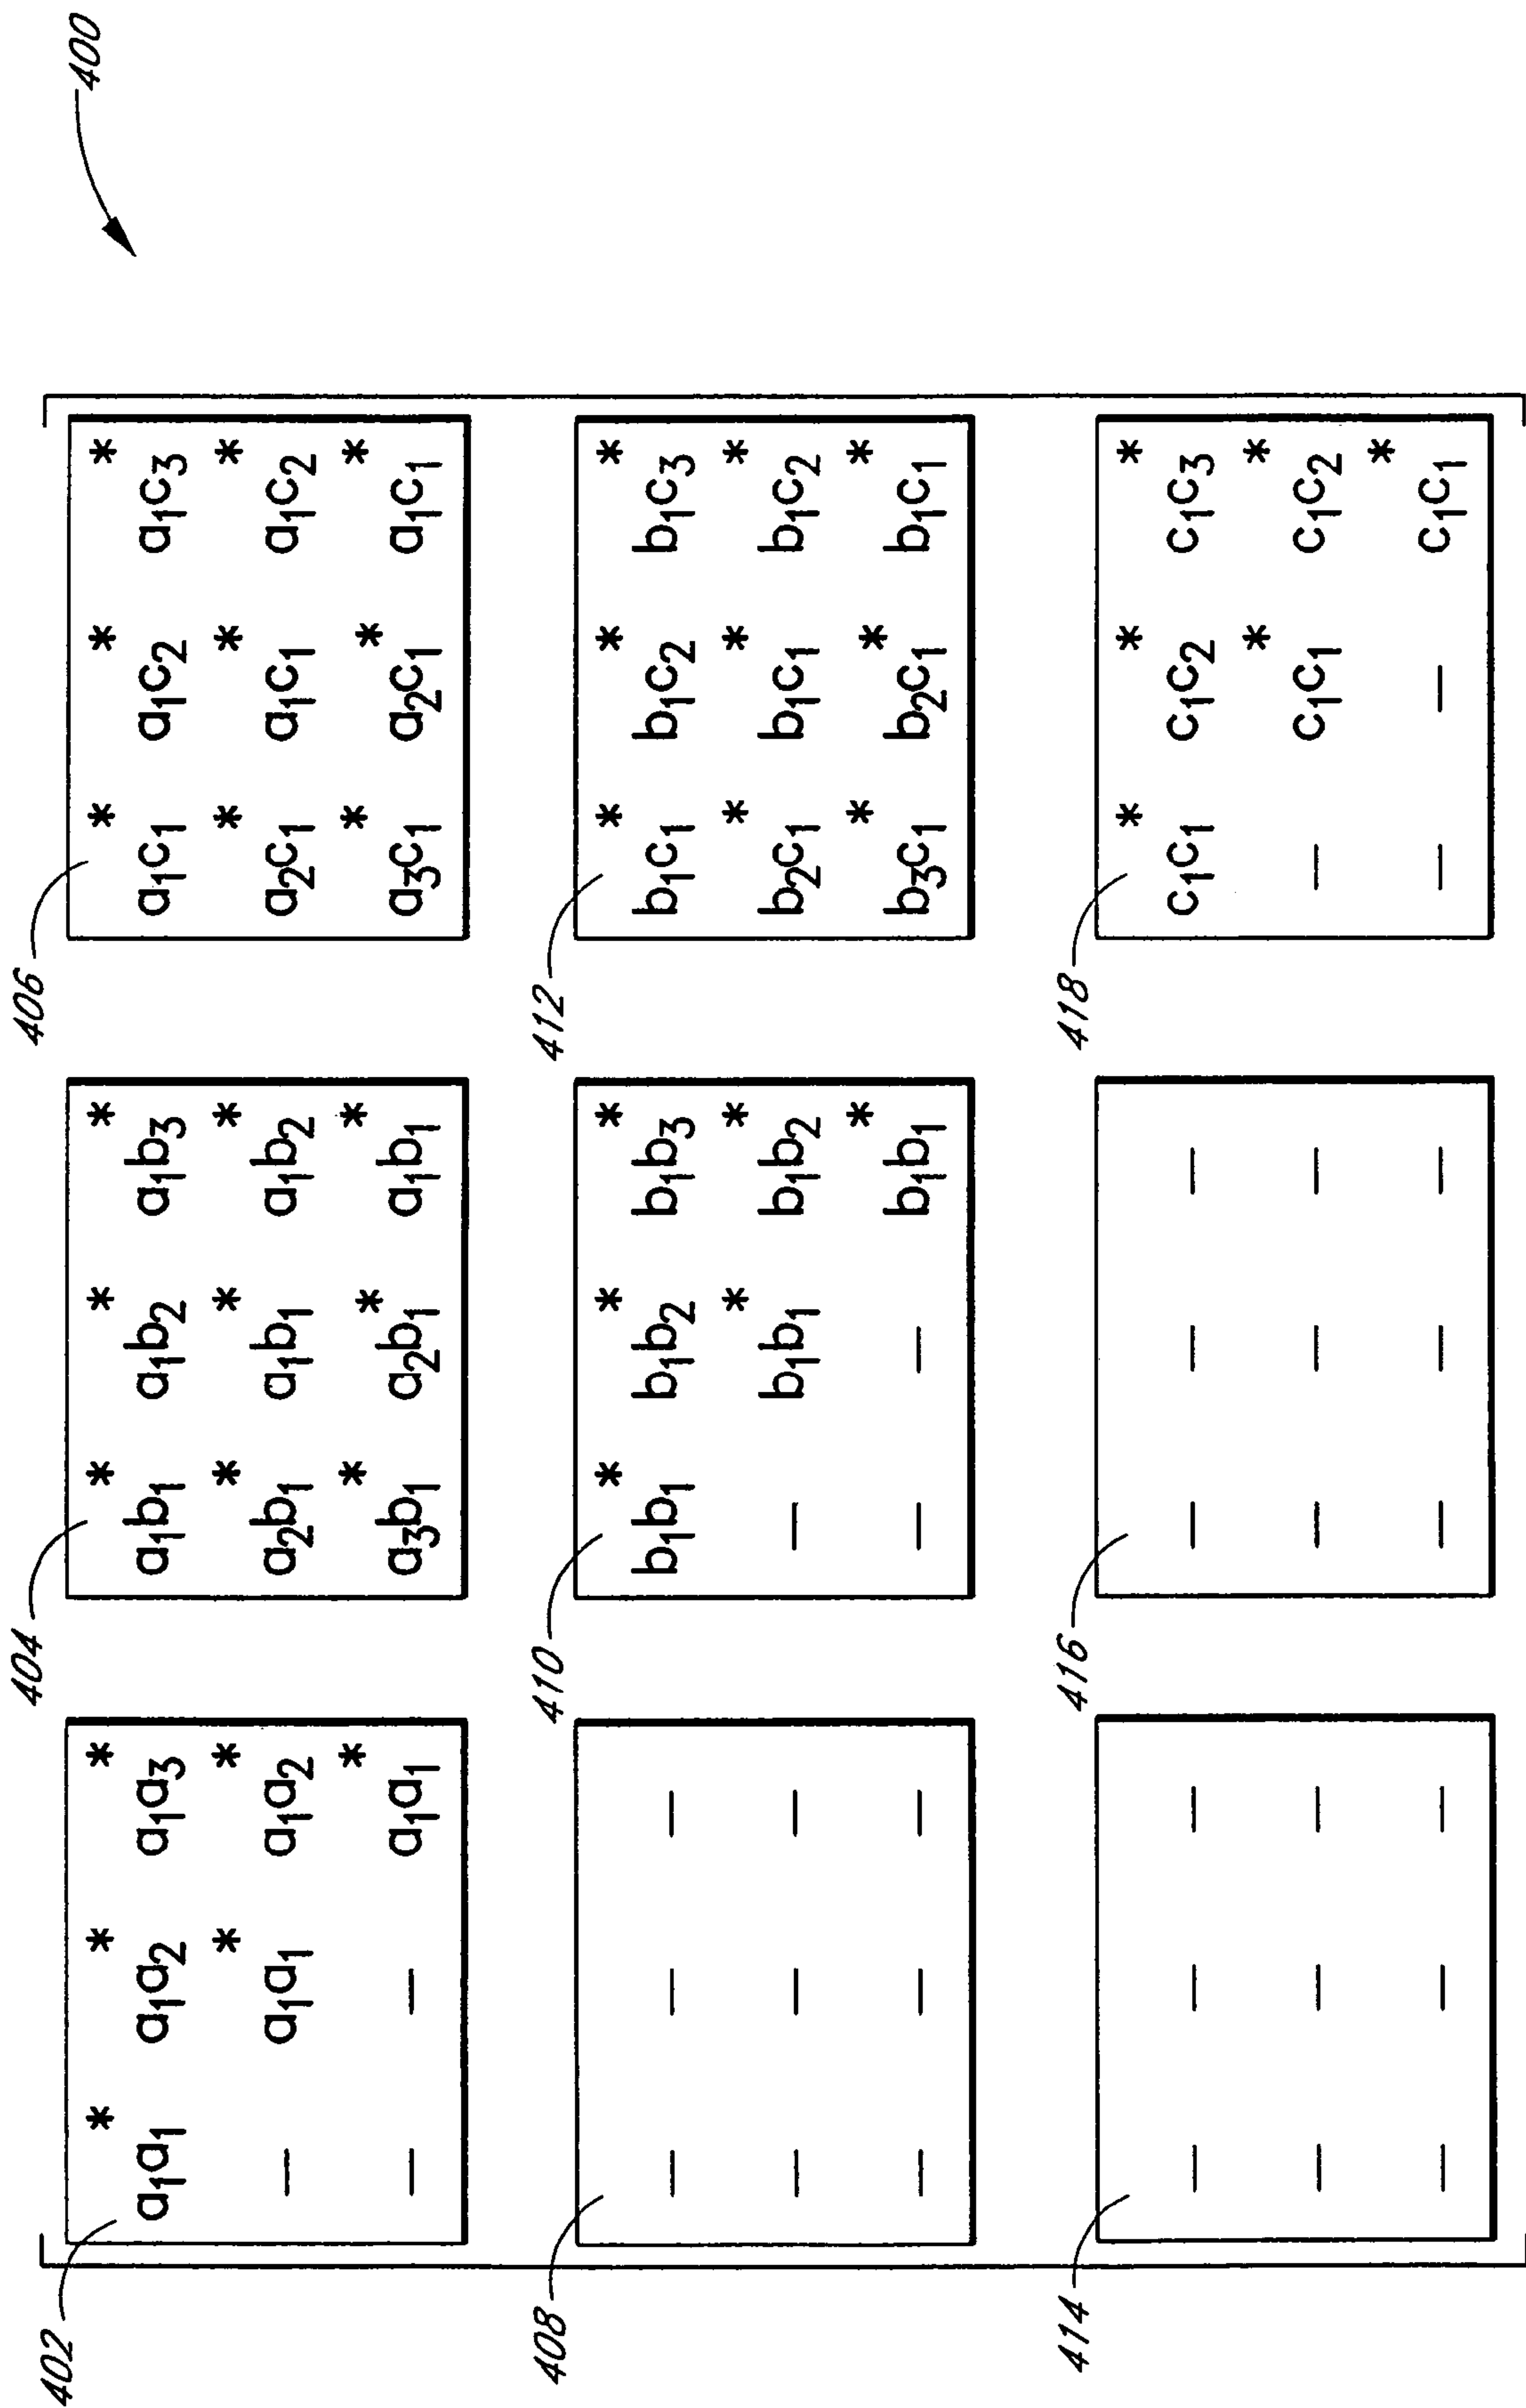 400
402 404 406
a₁a₁* a₁a₂* a₁a₃* a₁b₁* a₁b₂* a₁b₃* a₁c₁* a₁c₂* a₁c₃*
— a₁a₁* a₁a₂* a₂b₁* a₁b₁* a₁b₂* a₂c₁* a₁c₁* a₁c₂*
— — a₁a₁* a₃b₁* a₂b₁* a₁b₁* a₃c₁* a₂c₁* a₁c₁*
408 410 412
— — — b₁b₁* b₁b₂* b₁b₃* b₁c₁* b₁c₂* b₁c₃*
— — — — b₁b₁* b₁b₂* b₂c₁* b₁c₁* b₁c₂*
— — — — — b₁b₁* b₃c₁* b₂c₁* b₁c₁*
414 416 418
— — — — — — c₁c₁* c₁c₂* c₁c₃*
— — — — — — — c₁c₁* c₁c₂*
— — — — — — — — c₁c₁*